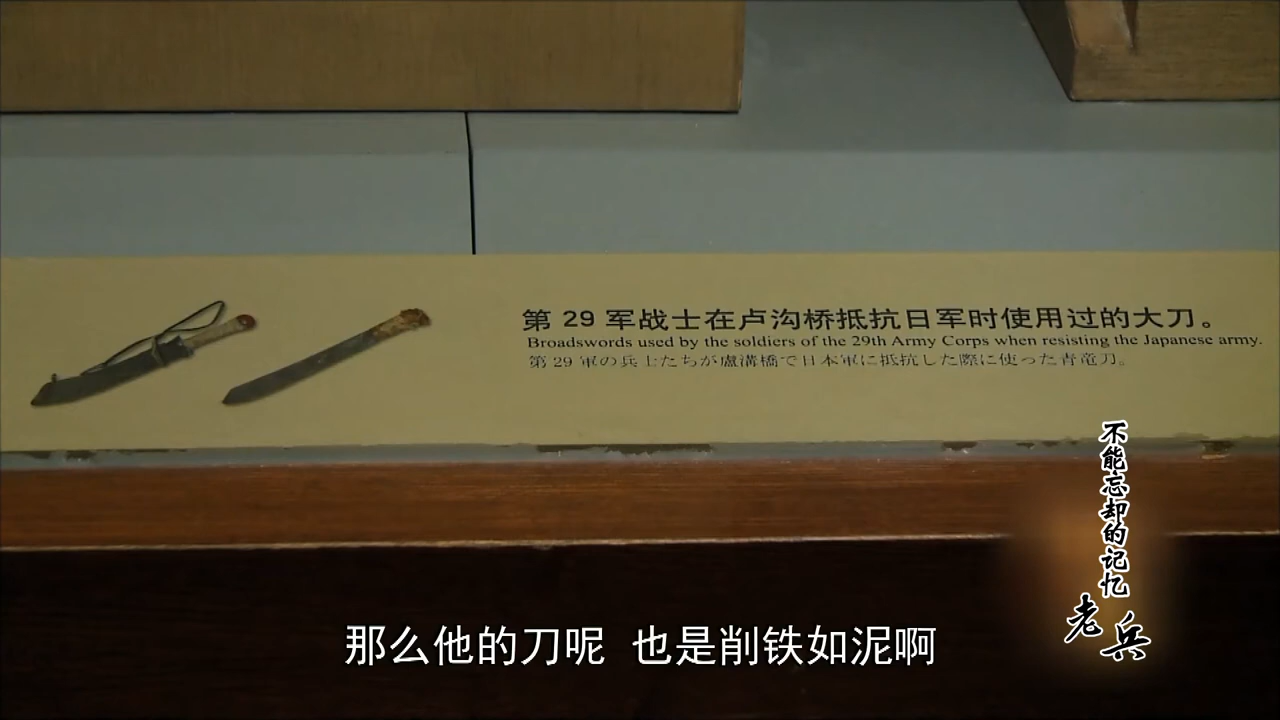 第 29 军战士在卢沟桥抵抗日军时使用过的大刀。
Broadswords used by the soldiers of the 29th Army Corps when resisting the Japanese army.
第 29 軍の兵士たちが盧溝橋で日本軍に抵抗した際に使った青竜刀。
不能忘却的记忆
老兵
那么他的刀呢 也是削铁如泥啊